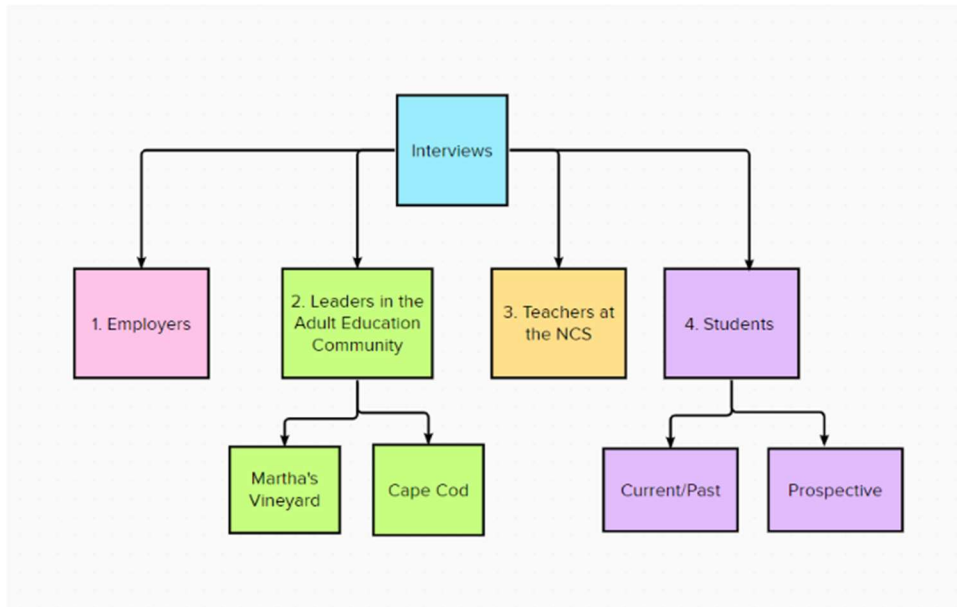 Interviews
1. Employers
2. Leaders in the
Adult Education
Community
3. Teachers at
the NCS
4. Students
Martha's
Vineyard
Cape Cod
Current/Past
Prospective